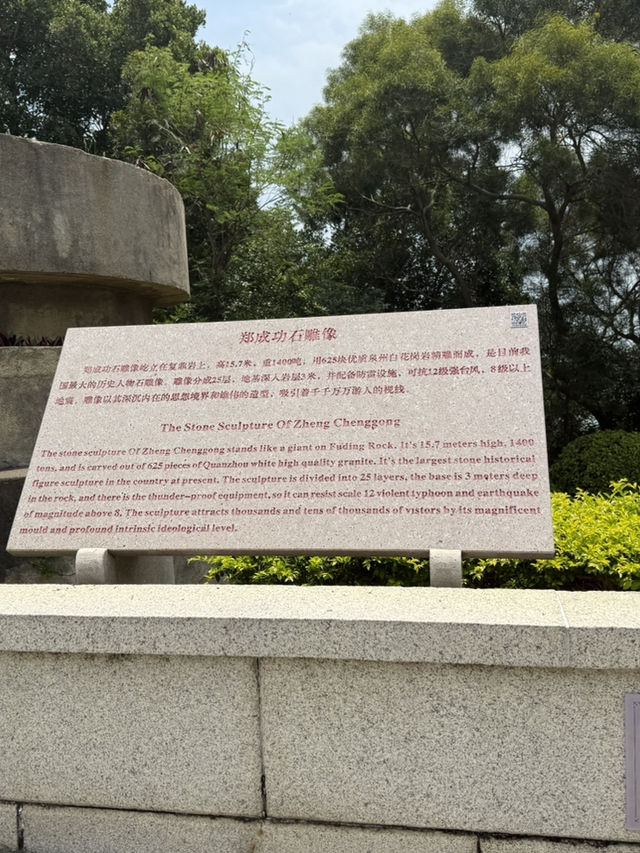 郑成功石雕像
郑成功石雕像屹立在复鼎岩上，高15.7米，重1400吨，用625块优质泉州白花岗岩精雕而成，是目前我
国最大的历史人物石雕像。雕像分成25层，地基深入岩层3米，并配备防雷设施，可抗12级强台风，8级以上
地震。雕像以其深沉内在的思想境界和雄伟的造型，吸引着千千万万游人的视线。
The Stone Sculpture Of Zheng Chenggong
The stone sculpture Of Zheng Chenggong stands like a giant on Fuding Rock. It's 15.7 meters high, 1400
tons, and is carved out of 625 pieces of Quanzhou white high quality granite. It's the largest stone historical
figure sculpture in the country at present. The sculpture is divided into 25 layers, the base is 3 meters deep
in the rock, and there is the thunder-proof equipment, so it can resist scale 12 violent typhoon and earthquake
of magnitude above 8. The sculpture attracts thousands and tens of thousands of vistors by its magnificent
mould and profound intrinsic ideological level.